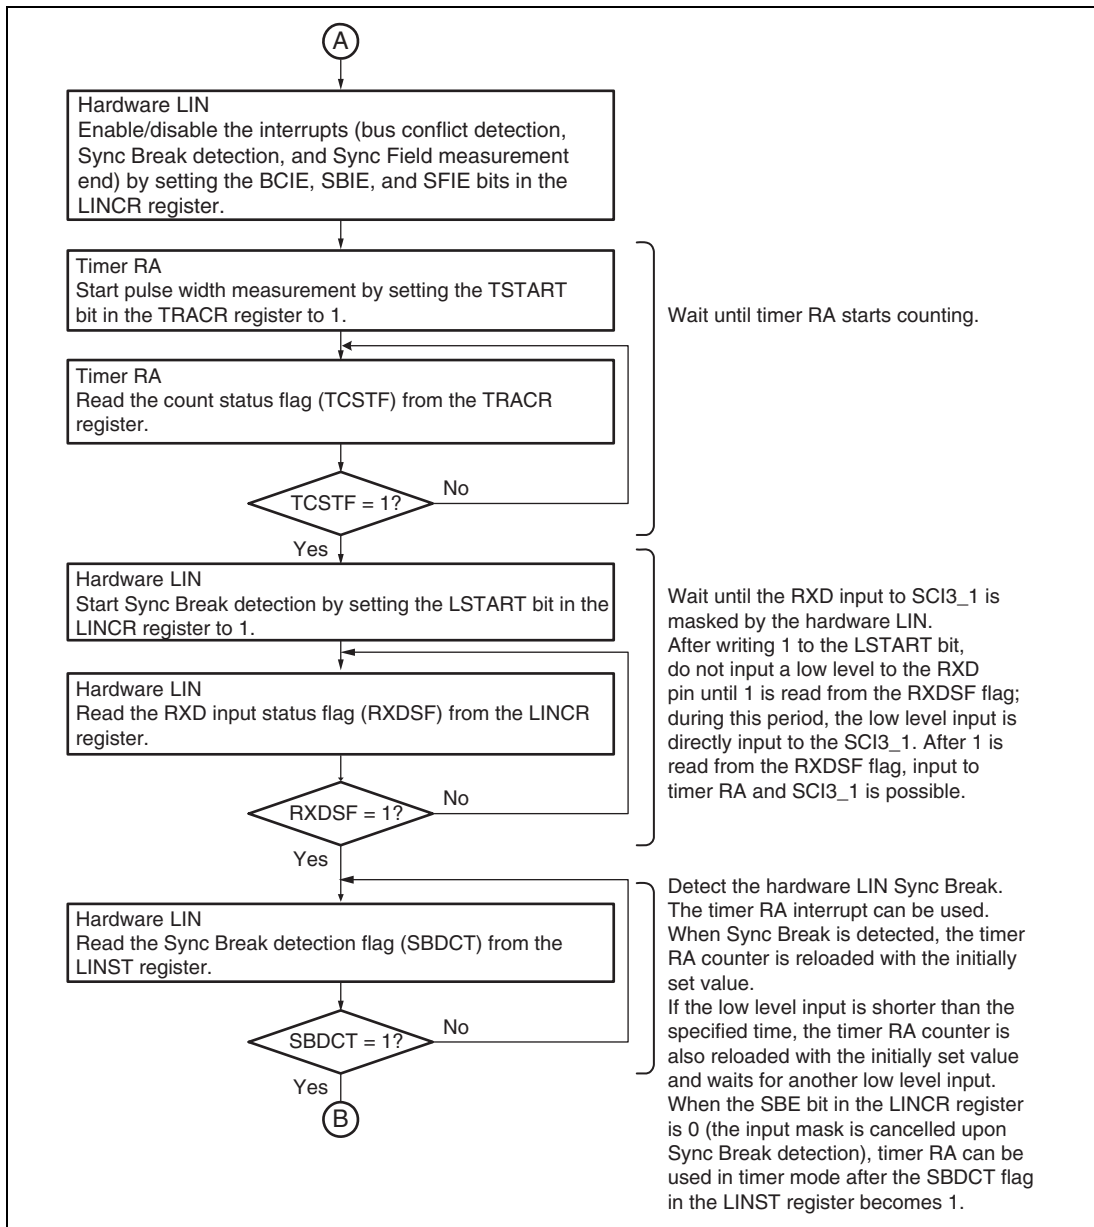 A
Hardware LIN
Enable/disable the interrupts (bus conflict detection,
Sync Break detection, and Sync Field measurement
end) by setting the BCIE, SBIE, and SFIE bits in the
LINCR register.
Timer RA
Start pulse width measurement by setting the TSTART
bit in the TRACR register to 1.
Wait until timer RA starts counting.
Timer RA
Read the count status flag (TCSTF) from the TRACR
register.
TCSTF = 1?
No
Yes
Hardware LIN
Start Sync Break detection by setting the LSTART bit in the
LINCR register to 1.
Hardware LIN
Read the RXD input status flag (RXDSF) from the LINCR
register.
RXDSF = 1?
No
Yes
Wait until the RXD input to SCI3_1 is
masked by the hardware LIN.
After writing 1 to the LSTART bit,
do not input a low level to the RXD
pin until 1 is read from the RXDSF flag;
during this period, the low level input is
directly input to the SCI3_1. After 1 is
read from the RXDSF flag, input to
timer RA and SCI3_1 is possible.
Hardware LIN
Read the Sync Break detection flag (SBDCT) from the
LINST register.
SBDCT = 1?
No
Yes
B
Detect the hardware LIN Sync Break.
The timer RA interrupt can be used.
When Sync Break is detected, the timer
RA counter is reloaded with the initially
set value.
If the low level input is shorter than the
specified time, the timer RA counter is
also reloaded with the initially set value
and waits for another low level input.
When the SBE bit in the LINCR register
is 0 (the input mask is cancelled upon
Sync Break detection), timer RA can be
used in timer mode after the SBDCT flag
in the LINST register becomes 1.